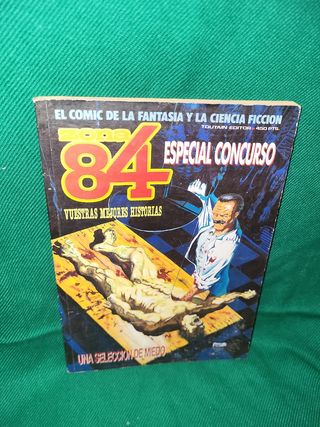 EL COMIC DE LA FANTASIA Y LA CIENCIA FICCION
TOUTAIN EDITOR - 450 PTS.
ZONA
84
ESPECIAL CONCURSO
VUESTRAS MEJORES HISTORIAS
UNA SELECCION DE MIEDO